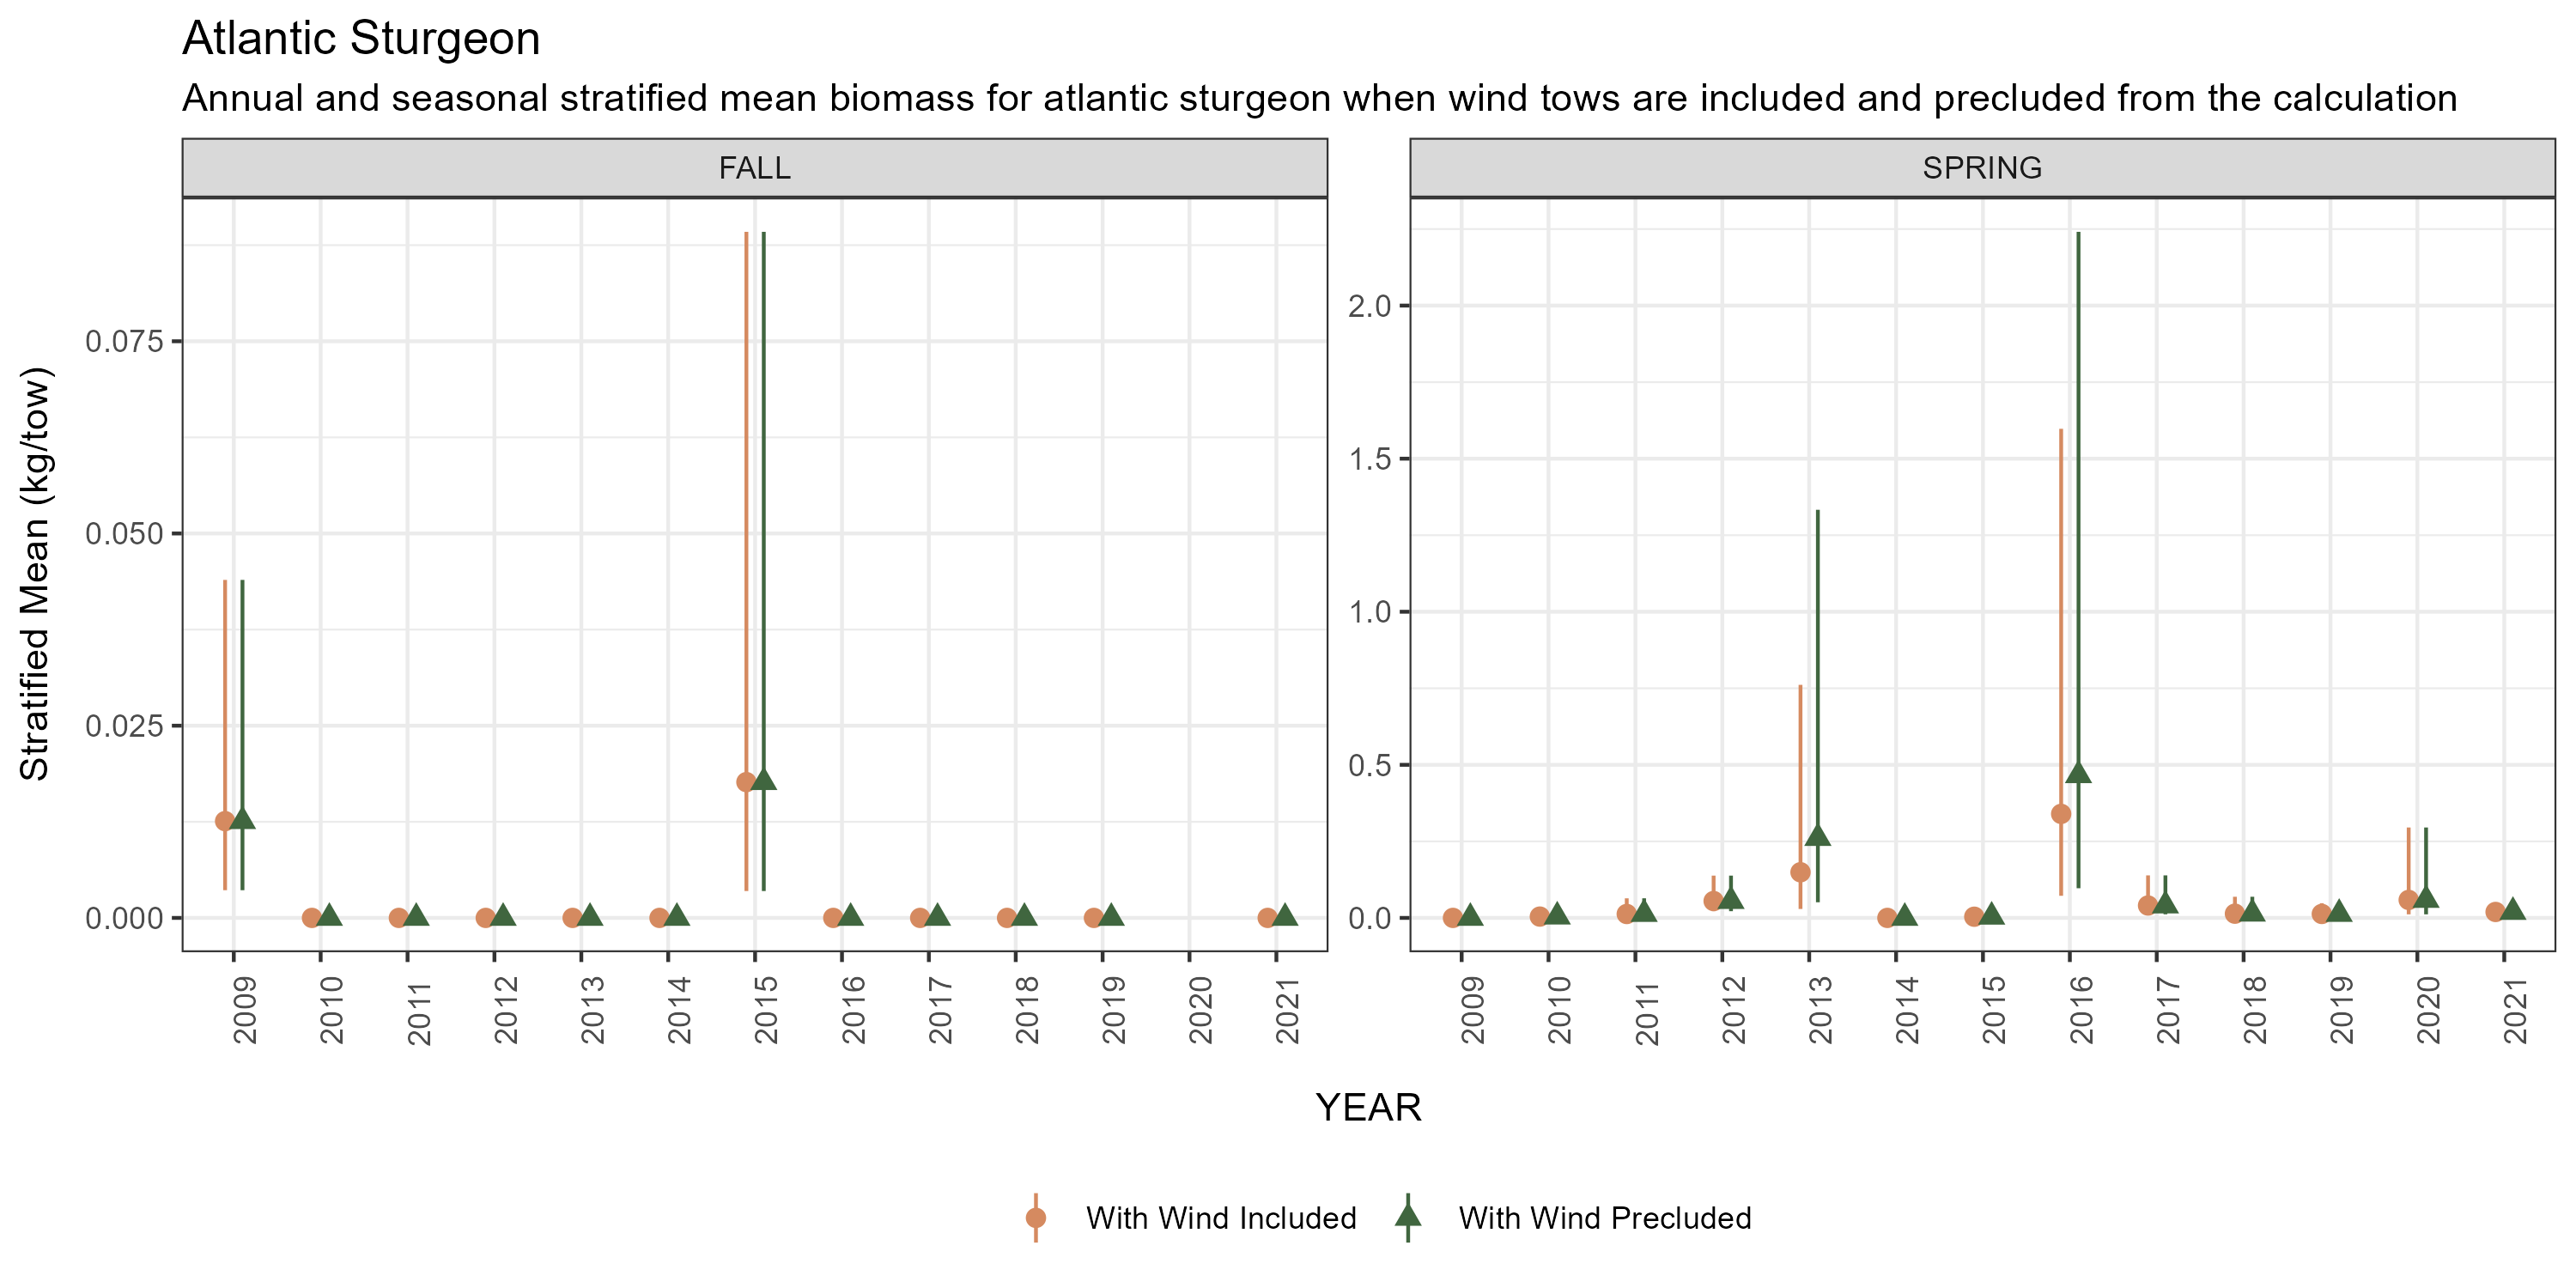 Atlantic Sturgeon
Annual and seasonal stratified mean biomass for atlantic sturgeon when wind tows are included and precluded from the calculation
FALL
SPRING
Stratified Mean (kg/tow)
0.075
0.050
0.025
0.000
2.0
1.5
1.0
0.5
0.0
2009 2010 2011 2012 2013 2014 2015 2016 2017 2018 2019 2020 2021
2009 2010 2011 2012 2013 2014 2015 2016 2017 2018 2019 2020 2021
YEAR
With Wind Included
With Wind Precluded